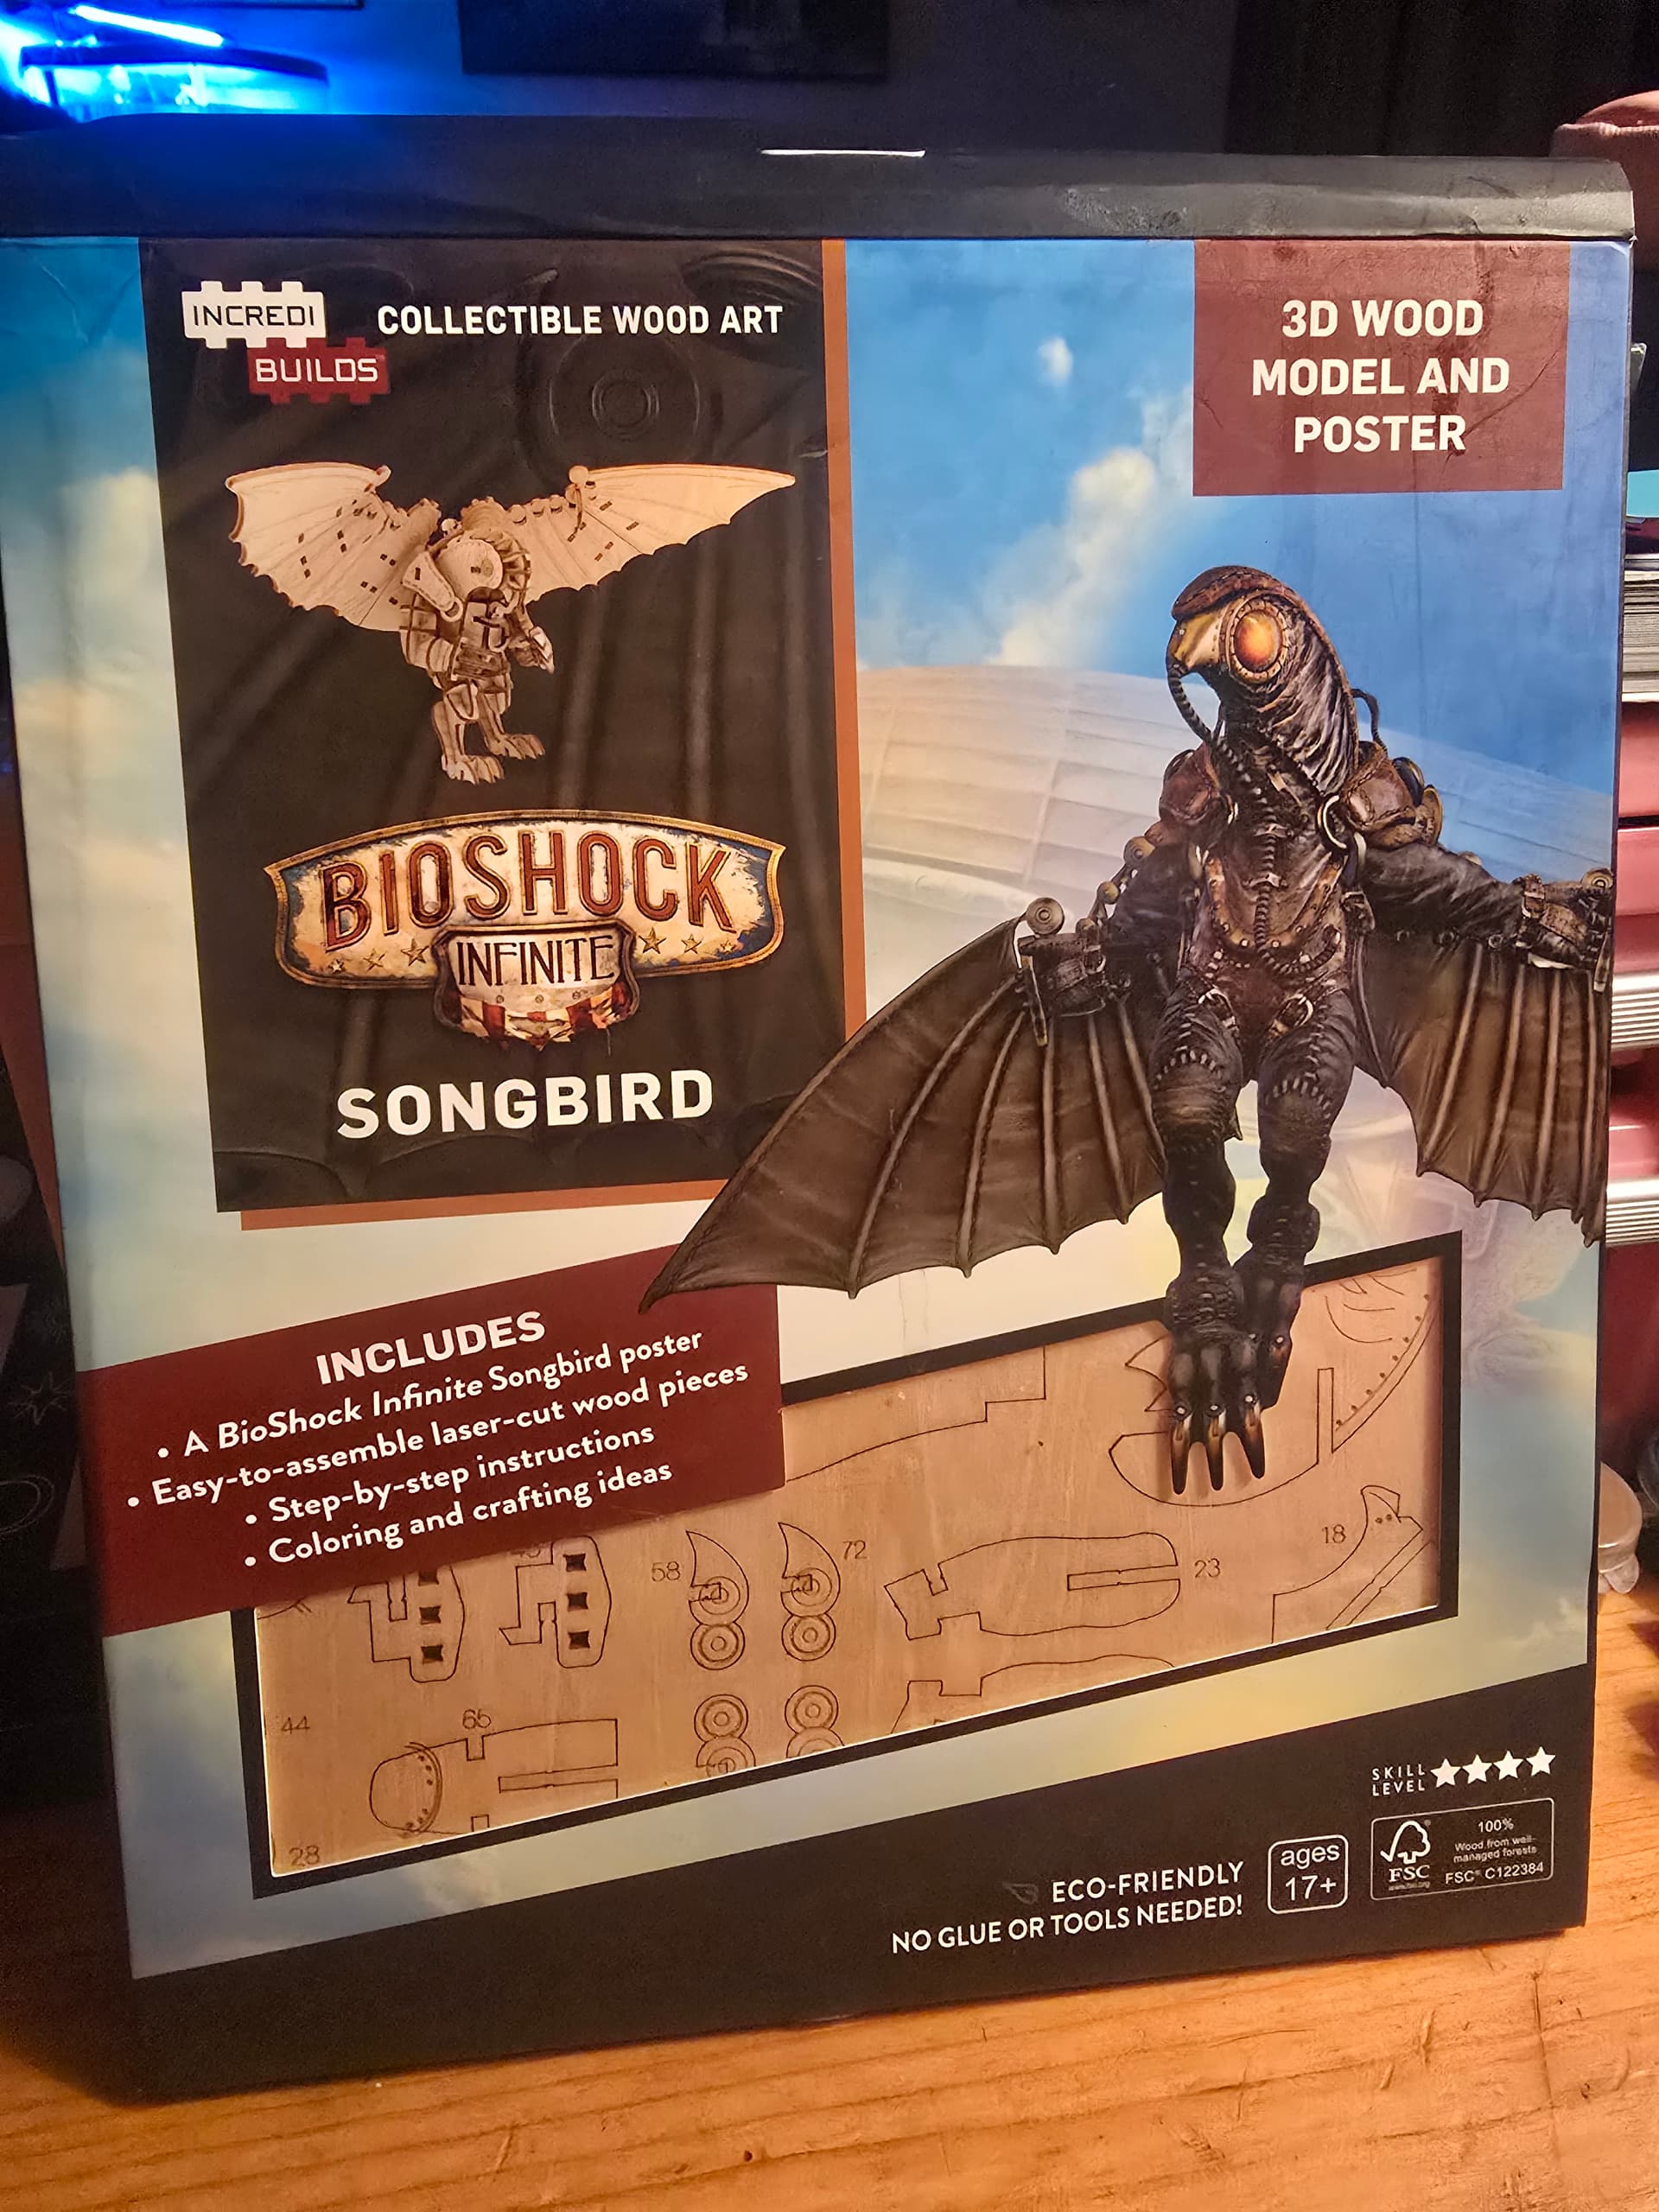 INCREDI
BUILDS
COLLECTIBLE WOOD ART
3D WOOD
MODEL AND
POSTER
BIOSHOCK
INFINITE
SONGBIRD
INCLUDES
• A BioShock Infinite Songbird poster
• Easy-to-assemble laser-cut wood pieces
• Step-by-step instructions
• Coloring and crafting ideas
58
72
23
18
44
65
28
SKILL
LEVEL
ECO-FRIENDLY
NO GLUE OR TOOLS NEEDED!
ages
17+
FSC
100%
Wood from well-
managed forests
FSC® C122384